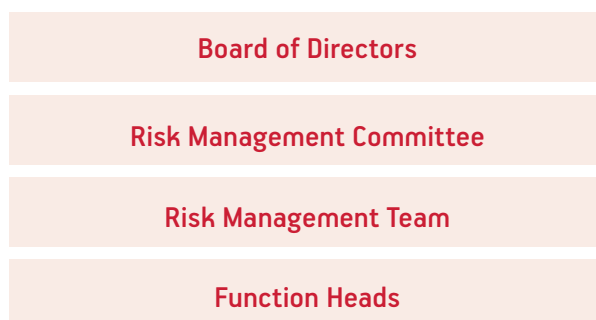 Board of Directors
Risk Management Committee
Risk Management Team
Function Heads